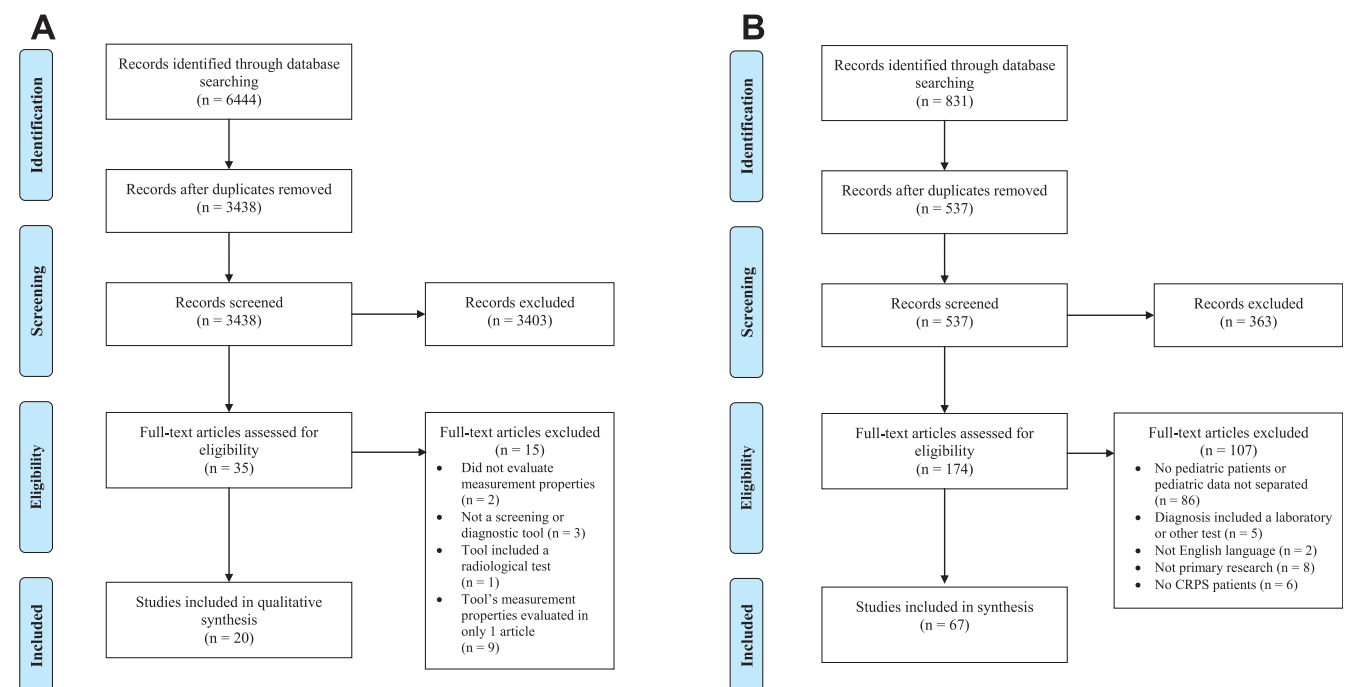 A
Identification
Records identified through database
searching
(n = 6444)
Records after duplicates removed
(n = 3438)
Screening
Records screened
(n = 3438)
Records excluded
(n = 3403)
Eligibility
Full-text articles assessed for
eligibility
(n = 35)
Full-text articles excluded
(n = 15)
• Did not evaluate
measurement properties
(n = 2)
• Not a screening or
diagnostic tool (n = 3)
• Tool included a
radiological test
(n = 1)
• Tool’s measurement
properties evaluated in
only 1 article
(n = 9)
Included
Studies included in qualitative
synthesis
(n = 20)
B
Identification
Records identified through database
searching
(n = 831)
Records after duplicates removed
(n = 537)
Screening
Records screened
(n = 537)
Records excluded
(n = 363)
Eligibility
Full-text articles assessed for
eligibility
(n = 174)
Full-text articles excluded
(n = 107)
• No pediatric patients or
pediatric data not separated
(n = 86)
• Diagnosis included a laboratory
or other test (n = 5)
• Not English language (n = 2)
• Not primary research (n = 8)
• No CRPS patients (n = 6)
Included
Studies included in synthesis
(n = 67)